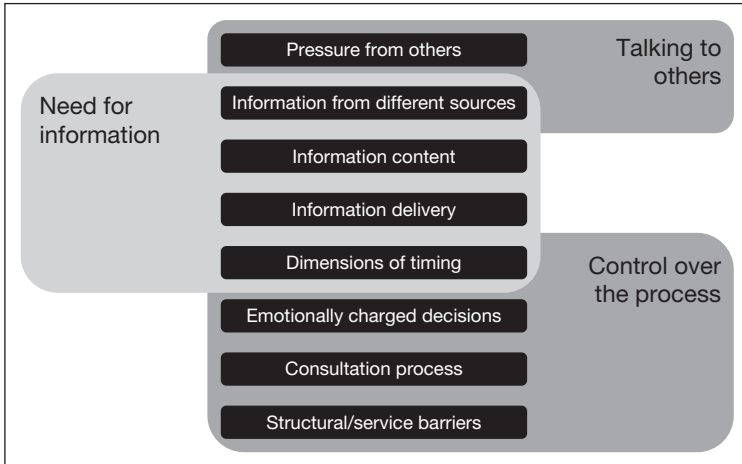 Pressure from others
Talking to
others
Need for
information
Information from different sources
Information content
Information delivery
Dimensions of timing
Control over
the process
Emotionally charged decisions
Consultation process
Structural/service barriers